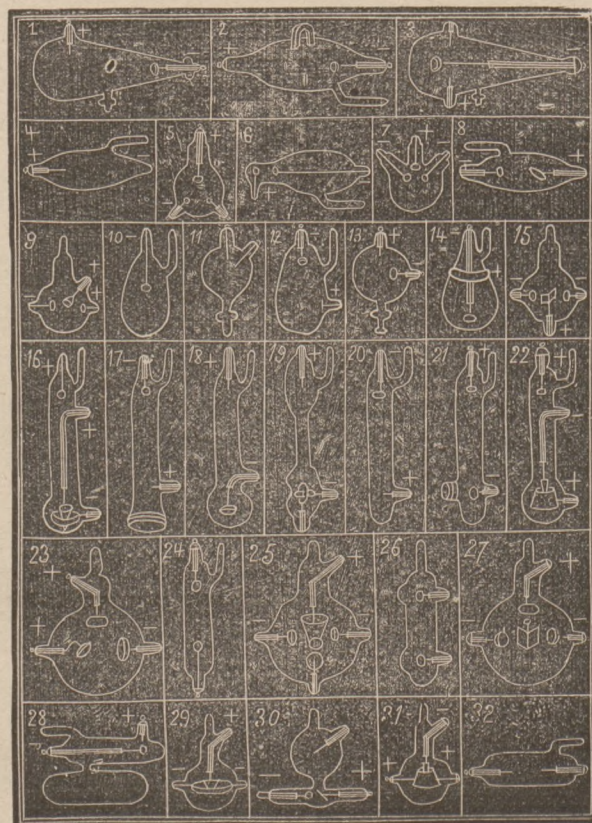 1 + -
2 + -
3 - +
4 + -
5 + - -
6
7 - + -
8 - +
9 - + +
10 -
11
12 - +
13 - +
14 - +
15 - - +
16 + + -
17 - +
18 +
19 +
20 - +
21 + -
22 + - +
23 + + -
24
25 + - -
26
27 + - -
28 - +
29 +
30 - +
31 - + +
32